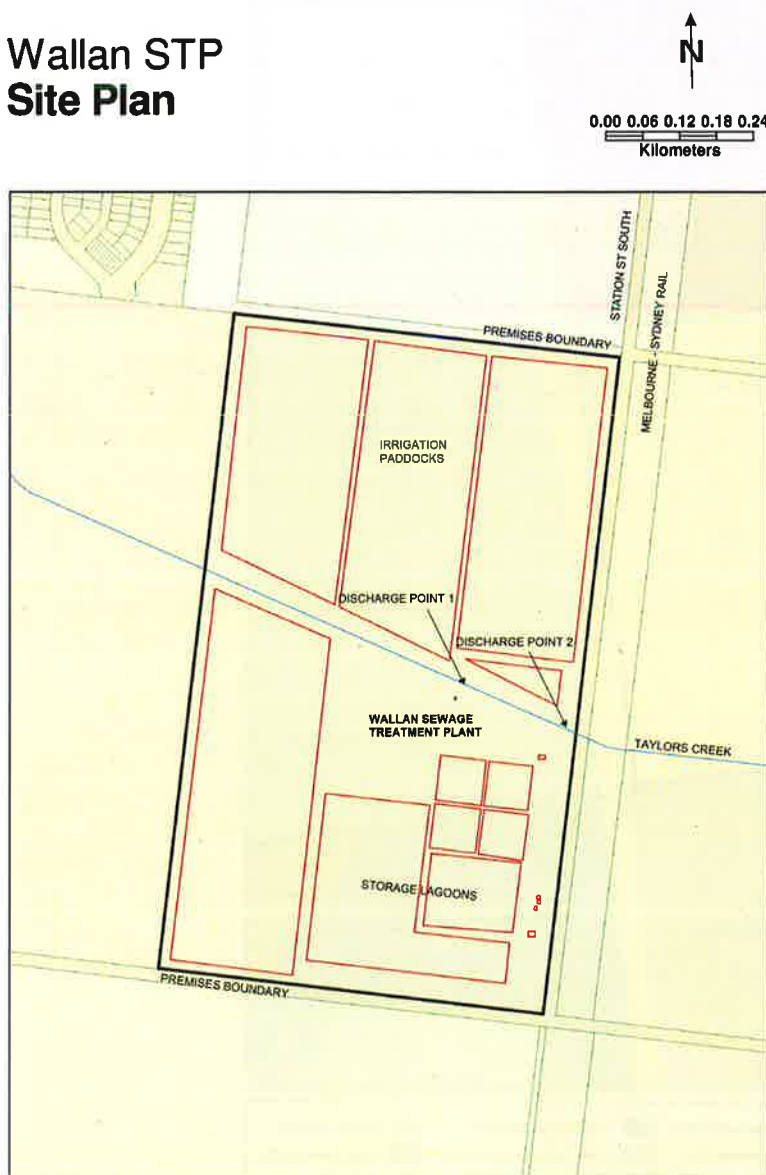 Wallan STP
Site Plan
N
0.00 0.06 0.12 0.18 0.24
Kilometers
STATION ST SOUTH
MELBOURNE - SYDNEY RAIL
PREMISES BOUNDARY
IRRIGATION
PADDOCKS
DISCHARGE POINT 1
DISCHARGE POINT 2
WALLAN SEWAGE
TREATMENT PLANT
TAYLORS CREEK
STORAGE LAGOONS
PREMISES BOUNDARY